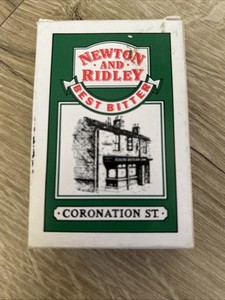 NEWTON
AND
RIDLEY
BEST BITTER
CORONATION ST.